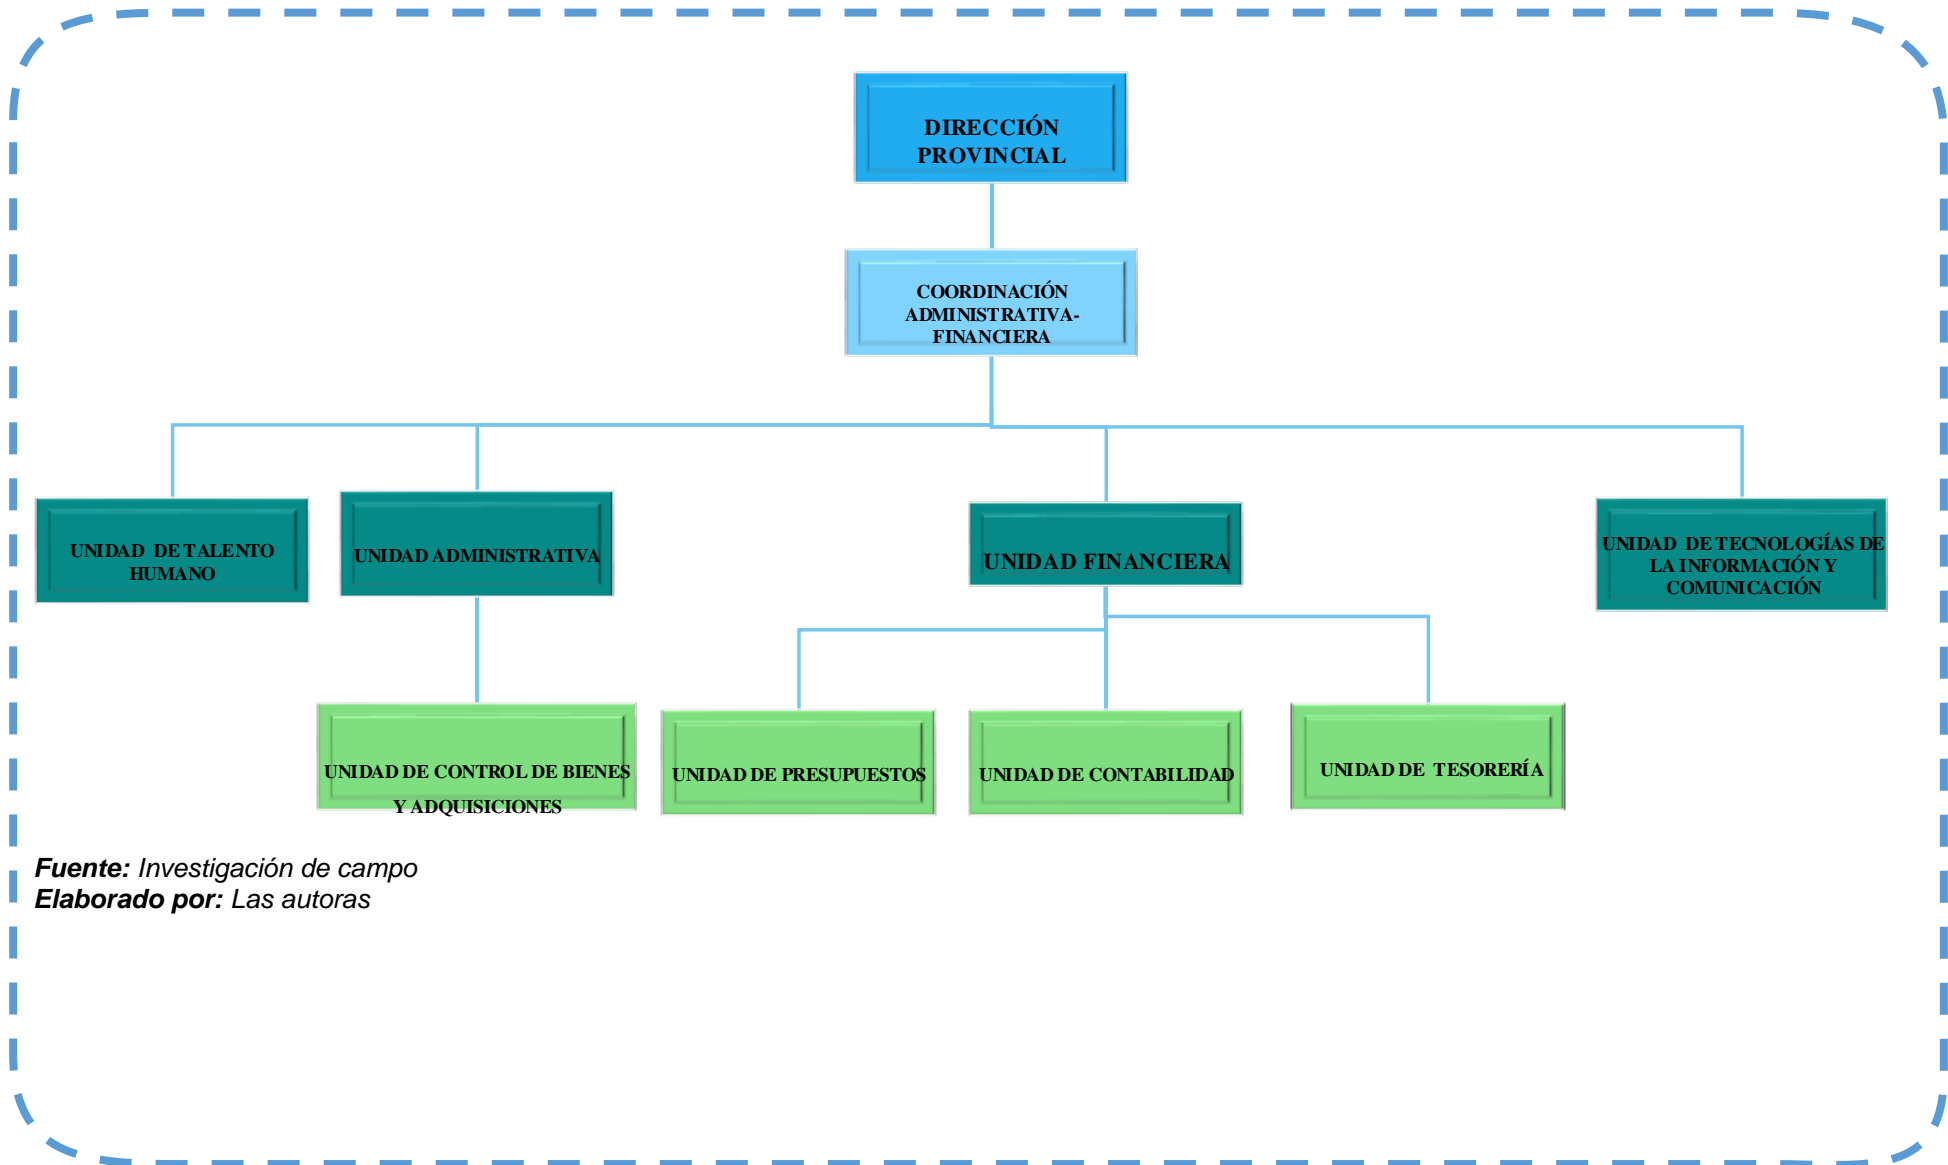 DIRECCIÓN
PROVINCIAL
COORDINACIÓN
ADMINISTRATIVA-
FINANCIERA
UNIDAD DE TALENTO
HUMANO
UNIDAD ADMINISTRATIVA
UNIDAD FINANCIERA
UNIDAD DE TECNOLOGÍAS DE
LA INFORMACIÓN Y
COMUNICACIÓN
UNIDAD DE CONTROL DE BIENES
Y ADQUISICIONES
UNIDAD DE PRESUPUESTOS
UNIDAD DE CONTABILIDAD
UNIDAD DE TESORERÍA
Fuente: Investigación de campo
Elaborado por: Las autoras